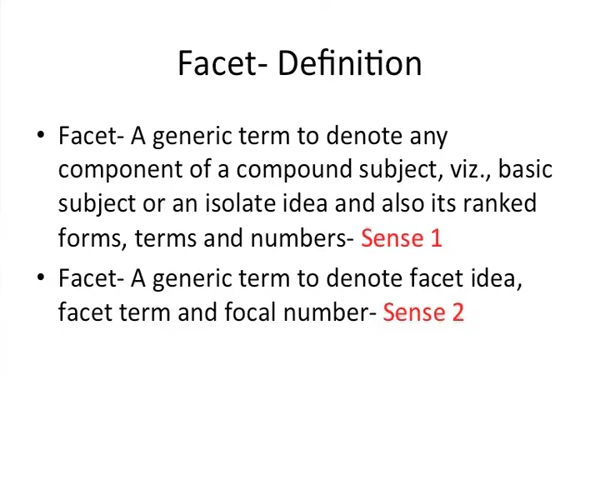 Facet- Definition
• Facet- A generic term to denote any
component of a compound subject, viz., basic
subject or an isolate idea and also its ranked
forms, terms and numbers- Sense 1
• Facet- A generic term to denote facet idea,
facet term and focal number- Sense 2